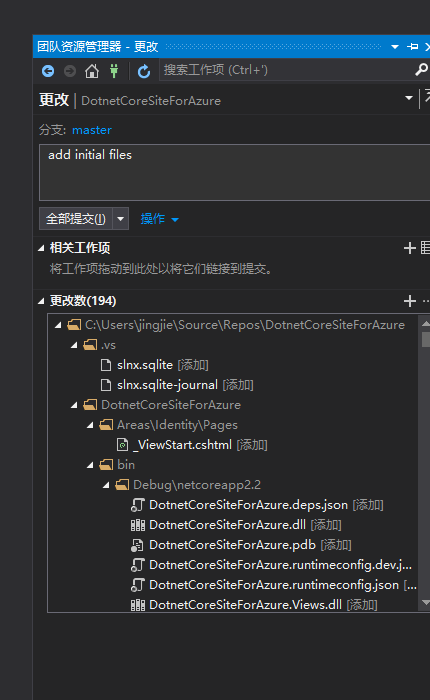 团队资源管理器 - 更改
搜索工作项 (Ctrl+')
更改 | DotnetCoreSiteForAzure
分支: master
add initial files
全部提交(I) 操作
相关工作项
将工作项拖动到此处以将它们链接到提交。
更改数(194)
C:\Users\jingjie\Source\Repos\DotnetCoreSiteForAzure
.vs
slnx.sqlite [添加]
slnx.sqlite-journal [添加]
DotnetCoreSiteForAzure
Areas\Identity\Pages
_ViewStart.cshtml [添加]
bin
Debug\netcoreapp2.2
DotnetCoreSiteForAzure.deps.json [添加]
DotnetCoreSiteForAzure.dll [添加]
DotnetCoreSiteForAzure.pdb [添加]
DotnetCoreSiteForAzure.runtimeconfig.dev.j...
DotnetCoreSiteForAzure.runtimeconfig.json [...
DotnetCoreSiteForAzure.Views.dll [添加]